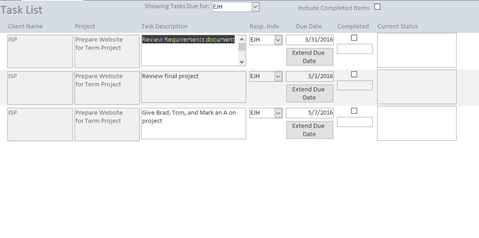 Task List
Showing Tasks Due for: EJH
Include Completed Items
Client Name Project Task Description Resp. Indv. Due Date Completed Current Status
ISP
Prepare Website
for Term Project
Review Requirements document
EJH
3/31/2016
Extend Due
Date
ISP
Prepare Website
for Term Project
Review final project
EJH
5/3/2016
Extend Due
Date
ISP
Prepare Website
for Term Project
Give Brad, Tom, and Mark an A on
project
EJH
5/7/2016
Extend Due
Date